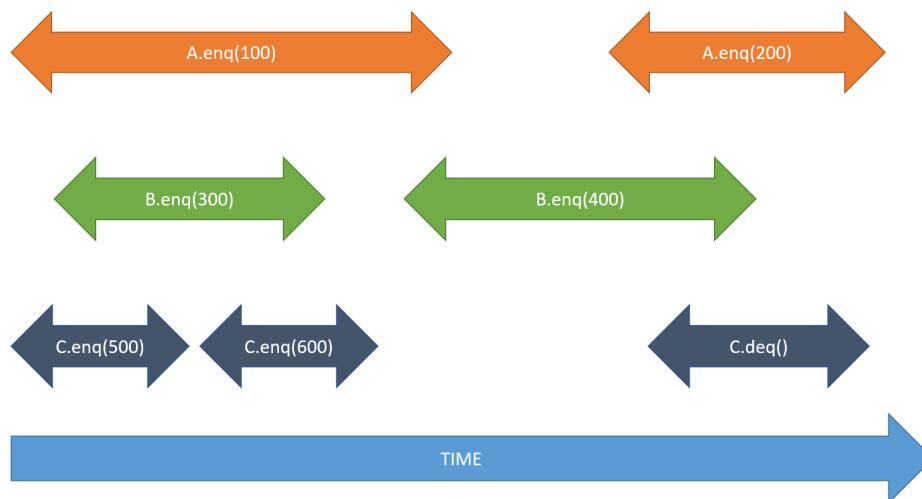 A.enq(100)
A.enq(200)
B.enq(300)
B.enq(400)
C.enq(500)
C.enq(600)
C.deq()
TIME